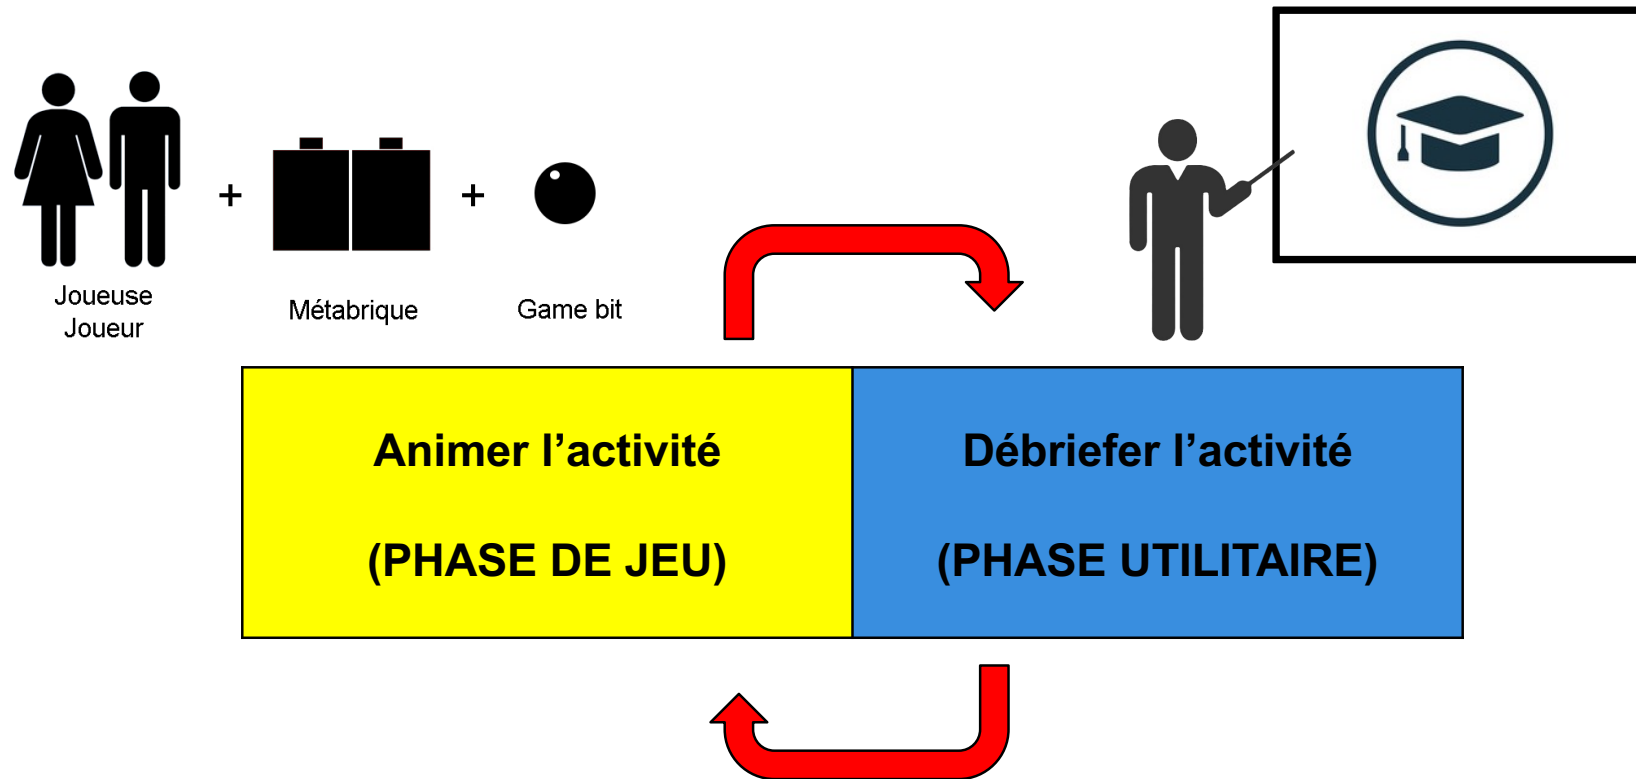 +
+
Joueuse
Joueur
Métabrique
Game bit
Animer l’activité
(PHASE DE JEU)
Débriefer l’activité
(PHASE UTILITAIRE)